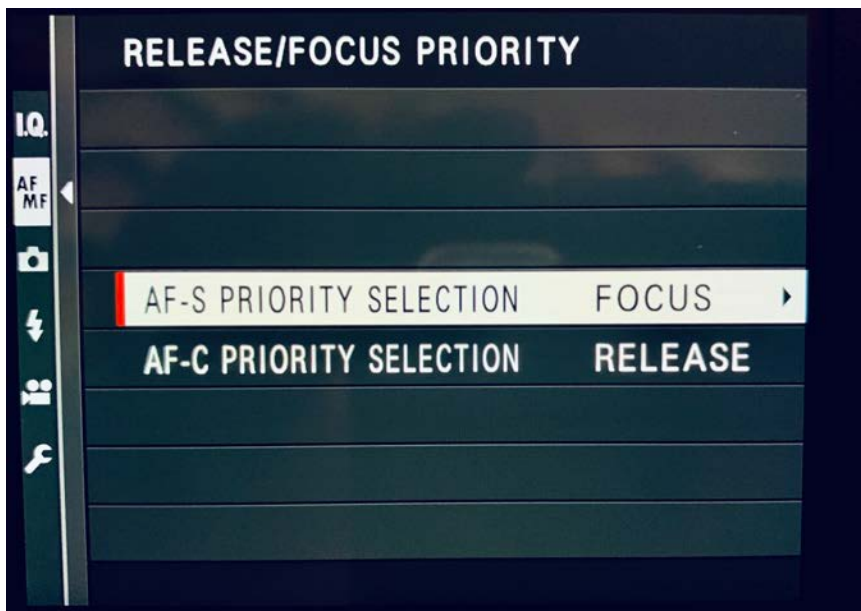 RELEASE/FOCUS PRIORITY
I.Q.
AF
MF
AF-S PRIORITY SELECTION FOCUS
AF-C PRIORITY SELECTION RELEASE